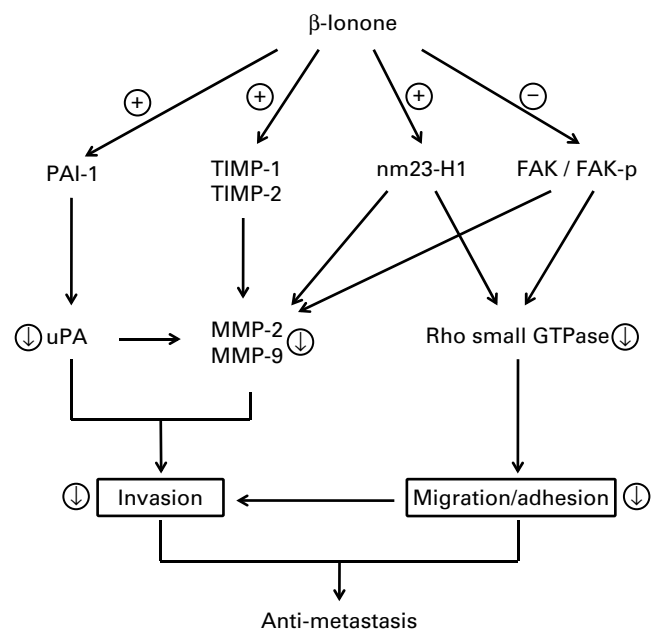 β-Ionone
+
+
+
−
PAI-1
TIMP-1
TIMP-2
nm23-H1
FAK / FAK-p
↓ uPA
MMP-2
MMP-9 ↓
Rho small GTPase ↓
↓ Invasion
Migration/adhesion ↓
Anti-metastasis